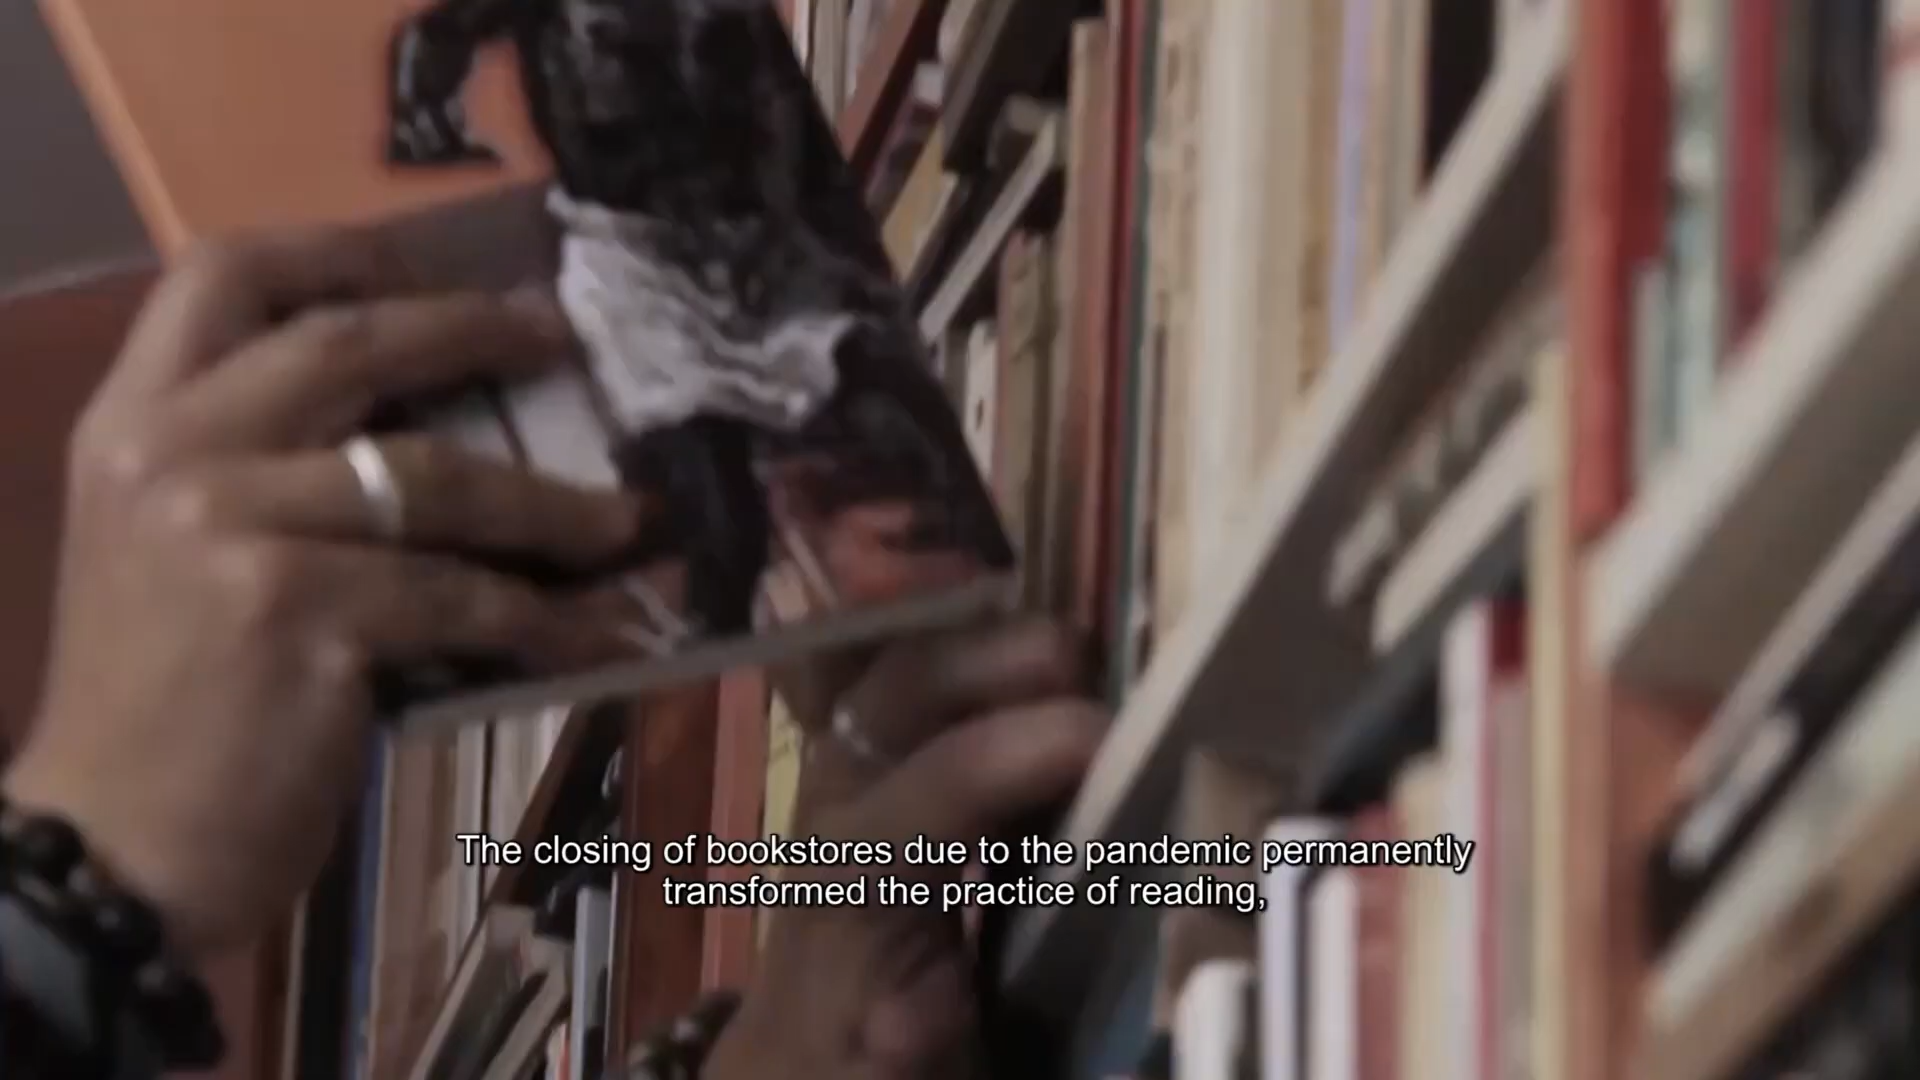 The closing of bookstores due to the pandemic permanently
transformed the practice of reading,